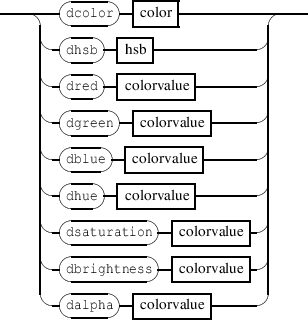 dcolor color
dhsb hsb
dred colorvalue
dgreen colorvalue
dblue colorvalue
dhue colorvalue
dsaturation colorvalue
dbrightness colorvalue
dalpha colorvalue